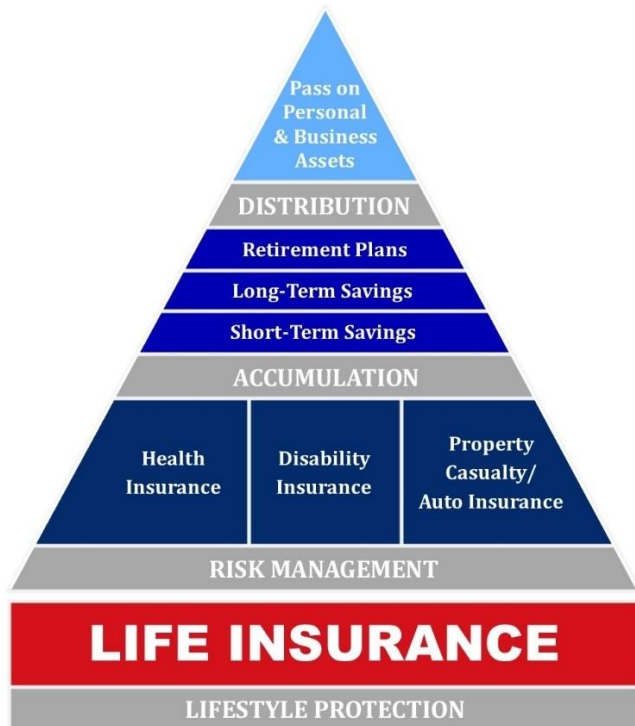 Pass on
Personal
& Business
Assets
DISTRIBUTION
Retirement Plans
Long-Term Savings
Short-Term Savings
ACCUMULATION
Health
Insurance
Disability
Insurance
Property
Casualty/
Auto Insurance
RISK MANAGEMENT
LIFE INSURANCE
LIFESTYLE PROTECTION